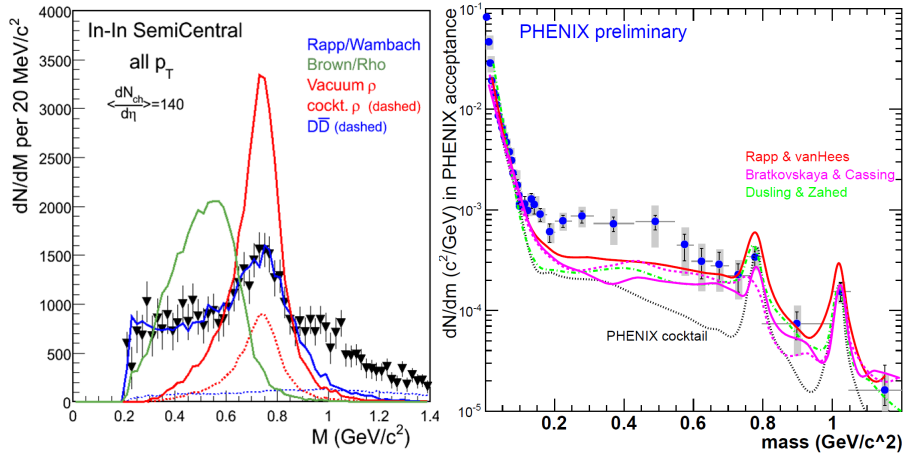 In-In SemiCentral
all pT
<dNch/dη>=140
Rapp/Wambach
Brown/Rho
Vacuum ρ
cockt. ρ (dashed)
DD̅ (dashed)
dN/dM per 20 MeV/c²
4000
3500
3000
2500
2000
1500
1000
500
0
0 0.2 0.4 0.6 0.8 1 1.2 1.4
M (GeV/c²)
PHENIX preliminary
Rapp & vanHees
Bratkovskaya & Cassing
Dusling & Zahed
PHENIX cocktail
dN/dm (c²/GeV) in PHENIX acceptance
10⁻¹
10⁻²
10⁻³
10⁻⁴
10⁻⁵
0.2 0.4 0.6 0.8 1
mass (GeV/c^2)